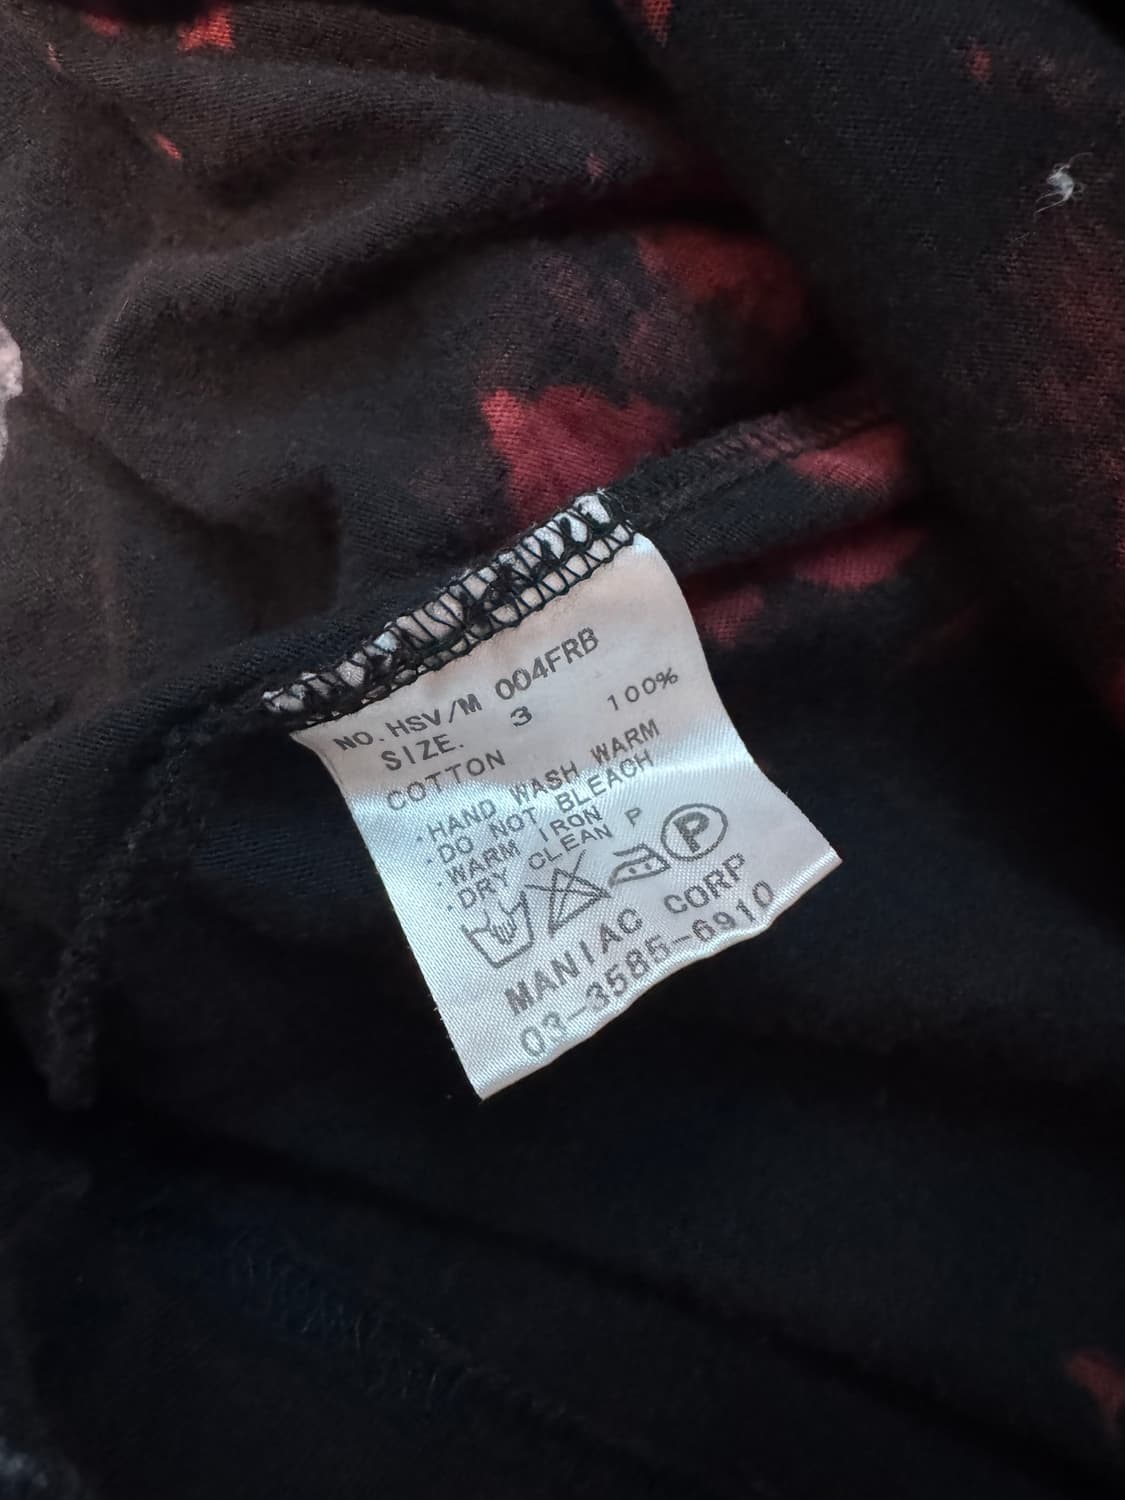 NO. HSV/M 004FRB
SIZE. 3
COTTON 100%
·HAND WASH WARM
·DO NOT BLEACH
·WARM IRON
·DRY CLEAN P
P
MANIAC CORP
03-3585-6910